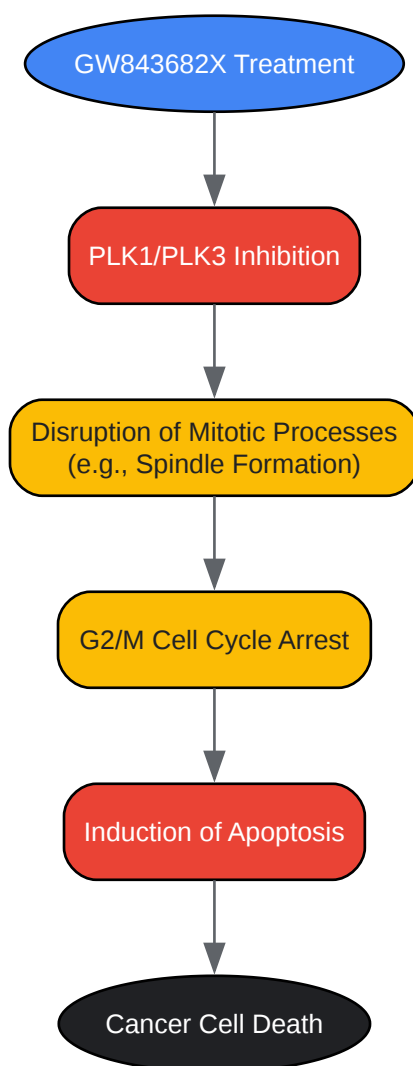 GW843682X Treatment
PLK1/PLK3 Inhibition
Disruption of Mitotic Processes
(e.g., Spindle Formation)
G2/M Cell Cycle Arrest
Induction of Apoptosis
Cancer Cell Death